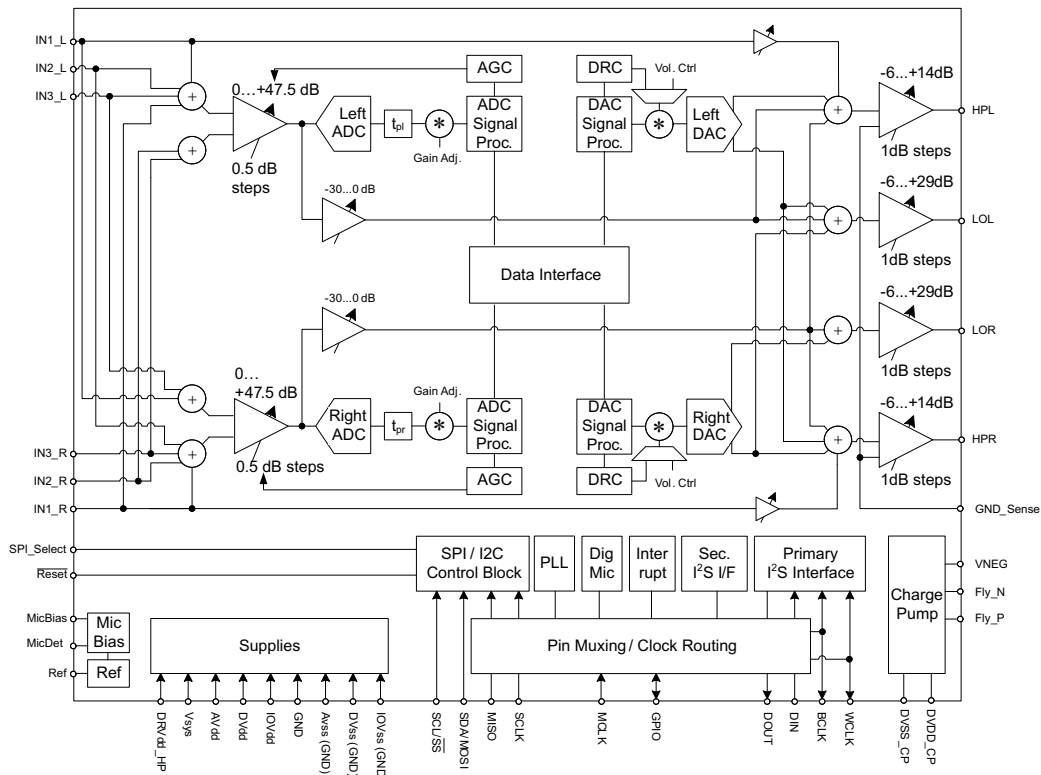 IN1_L
IN2_L
IN3_L
0…+47.5 dB
0.5 dB
steps
Left
ADC
tpl
*
Gain Adj.
AGC
ADC
Signal
Proc.
DRC
Vol. Ctrl
DAC
Signal
Proc.
*
Left
DAC
+
+
+
-6...+14dB
1dB steps
HPL
-30...0 dB
+
-6...+29dB
1dB steps
LOL
Data Interface
-30...0 dB
+
-6...+29dB
1dB steps
LOR
0…
+47.5 dB
0.5 dB steps
+
+
Right
ADC
tpr
Gain Adj.
*
ADC
Signal
Proc.
AGC
DAC
Signal
Proc.
DRC
*
Vol. Ctrl
Right
DAC
+
-6...+14dB
1dB steps
HPR
IN3_R
IN2_R
IN1_R
GND_Sense
SPI_Select
Reset
SPI / I2C
Control Block
PLL
Dig
Mic
Inter
rupt
Sec.
I2S I/F
Primary
I2S Interface
Charge
Pump
VNEG
Fly_N
Fly_P
MicBias
MicDet
Ref
Mic
Bias
Ref
Supplies
Pin Muxing / Clock Routing
DRVdd_HP
Vsys
AVdd
DVdd
IOVdd
GND
AVss (GND)
DVss (GND)
IOVss (GND
SCL/SS
SDA/MOSI
MISO
SCLK
MCLK
GPIO
DOUT
DIN
BCLK
WCLK
DVSS_CP
DVDD_CP